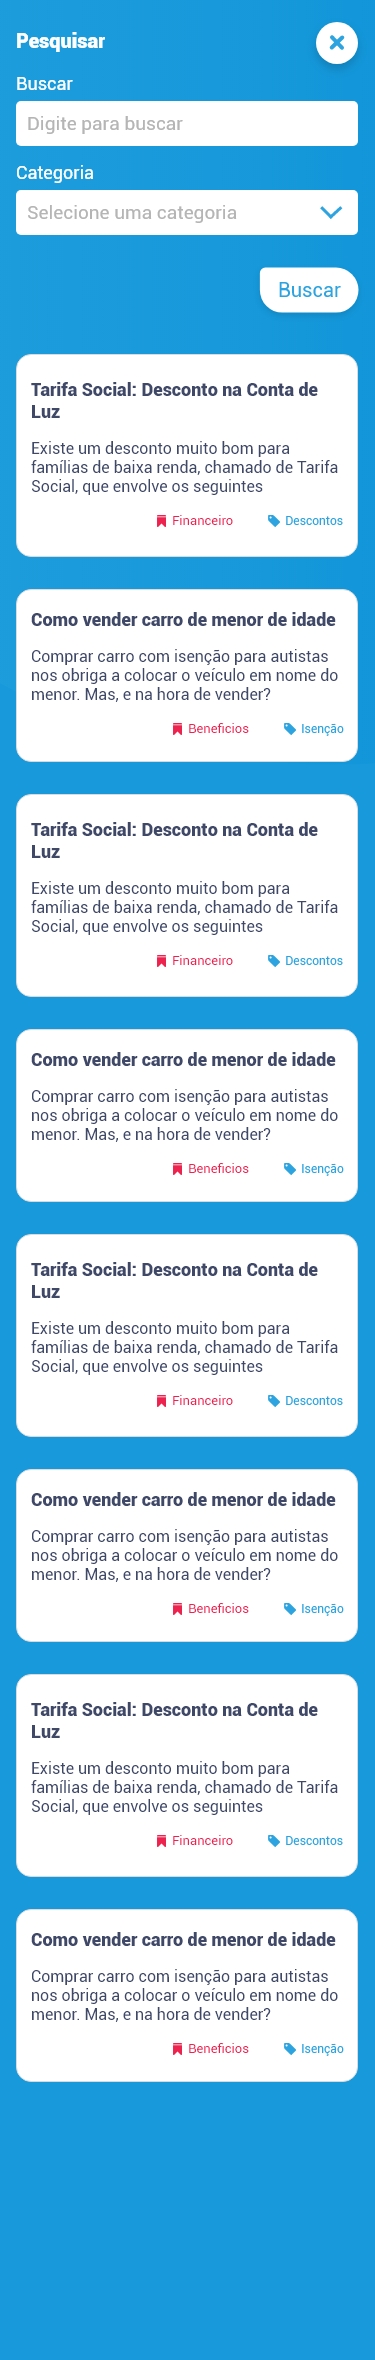 Pesquisar
Buscar
Digite para buscar
Categoria
Selecione uma categoria
Buscar
Tarifa Social: Desconto na Conta de
Luz
Existe um desconto muito bom para
famílias de baixa renda, chamado de Tarifa
Social, que envolve os seguintes
Financeiro Descontos
Como vender carro de menor de idade
Comprar carro com isenção para autistas
nos obriga a colocar o veículo em nome do
menor. Mas, e na hora de vender?
Beneficios Isenção
Tarifa Social: Desconto na Conta de
Luz
Existe um desconto muito bom para
famílias de baixa renda, chamado de Tarifa
Social, que envolve os seguintes
Financeiro Descontos
Como vender carro de menor de idade
Comprar carro com isenção para autistas
nos obriga a colocar o veículo em nome do
menor. Mas, e na hora de vender?
Beneficios Isenção
Tarifa Social: Desconto na Conta de
Luz
Existe um desconto muito bom para
famílias de baixa renda, chamado de Tarifa
Social, que envolve os seguintes
Financeiro Descontos
Como vender carro de menor de idade
Comprar carro com isenção para autistas
nos obriga a colocar o veículo em nome do
menor. Mas, e na hora de vender?
Beneficios Isenção
Tarifa Social: Desconto na Conta de
Luz
Existe um desconto muito bom para
famílias de baixa renda, chamado de Tarifa
Social, que envolve os seguintes
Financeiro Descontos
Como vender carro de menor de idade
Comprar carro com isenção para autistas
nos obriga a colocar o veículo em nome do
menor. Mas, e na hora de vender?
Beneficios Isenção